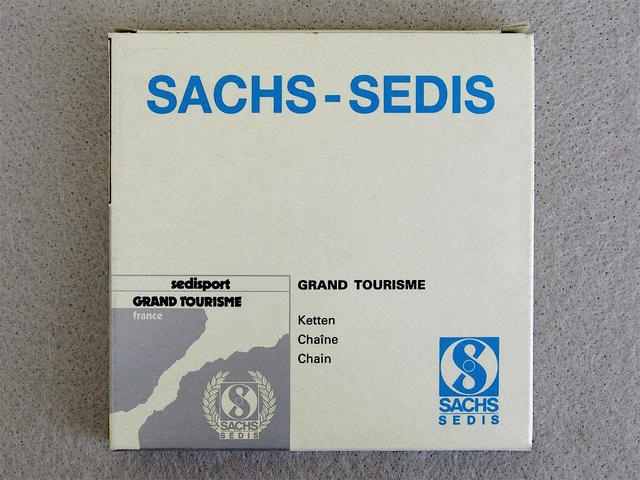 SACHS-SEDIS
sedisport
GRAND TOURISME
france
SACHS
SEDIS
GRAND TOURISME
Ketten
Chaîne
Chain
SACHS
SEDIS